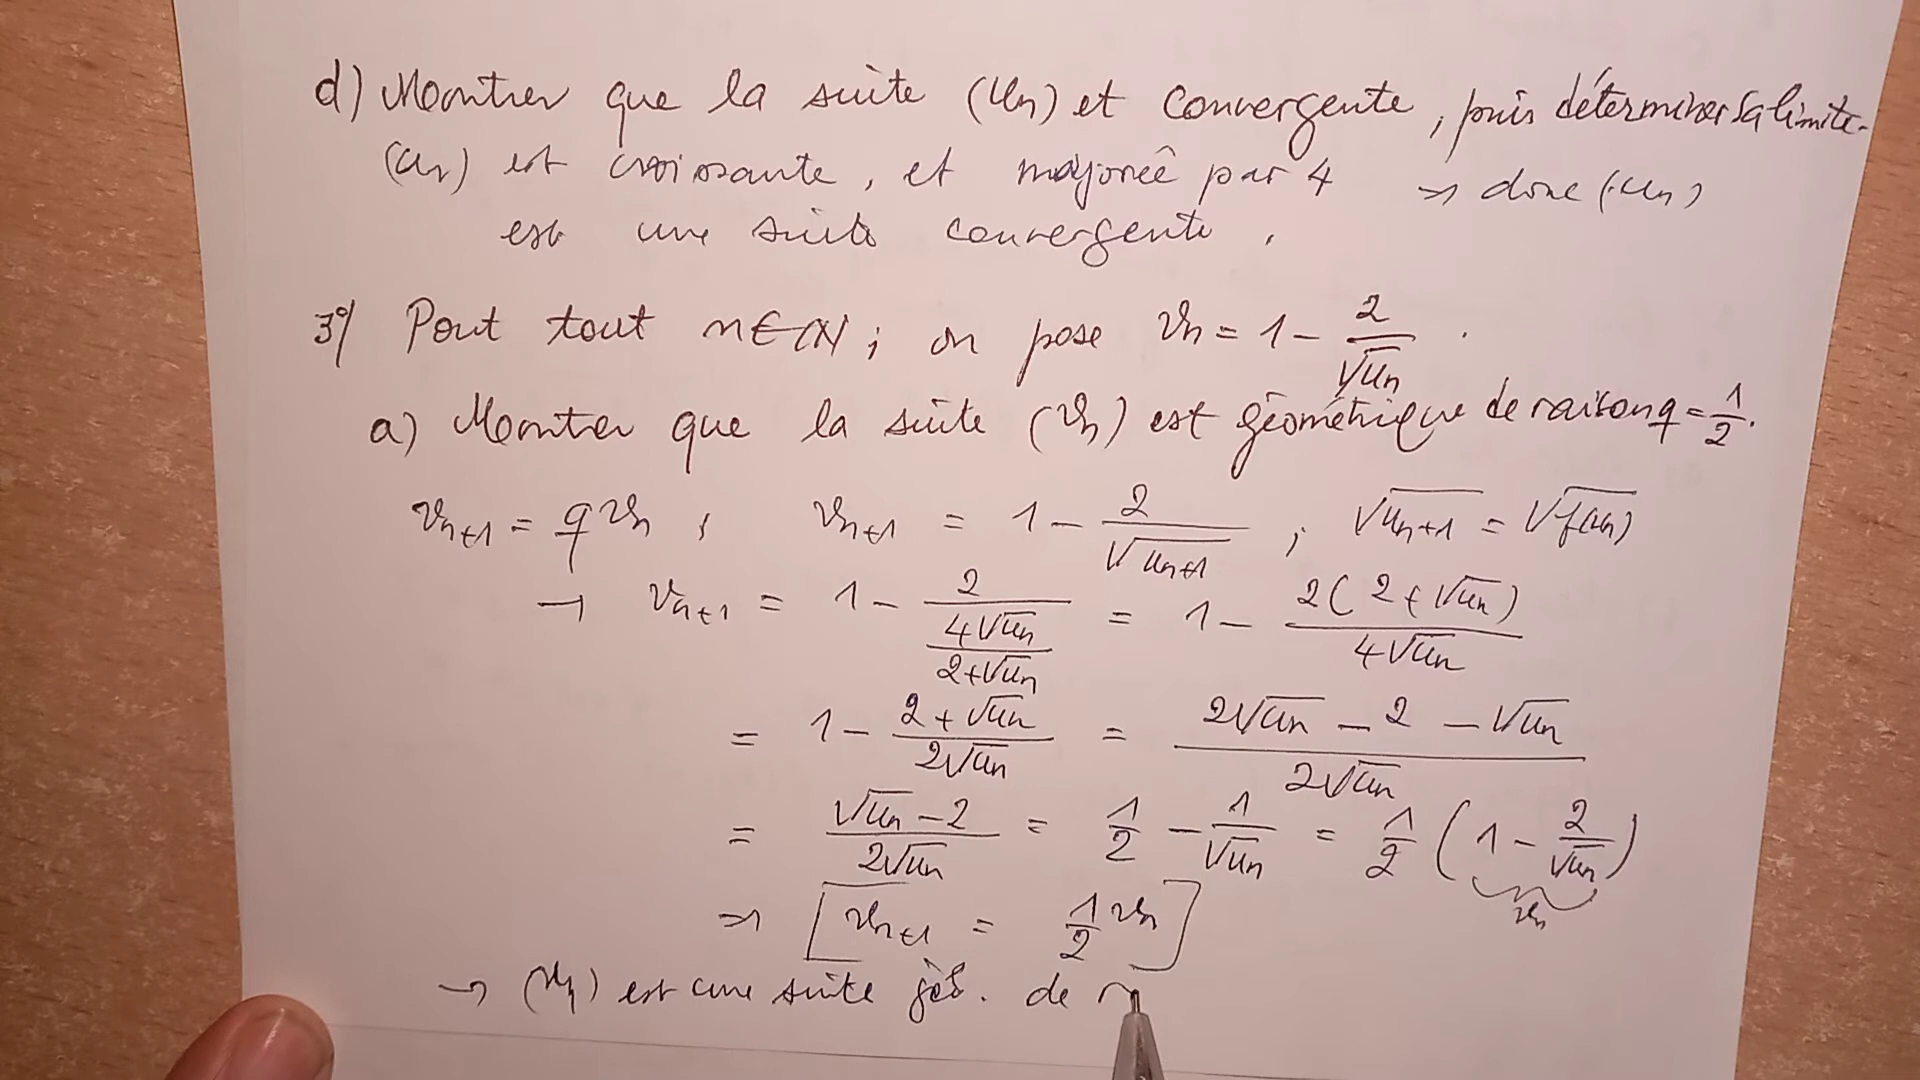 d) Montrer que la suite (Un) et convergente, puis déterminer sa limite.
(Un) est croissante, et majorée par 4 → donc (Un)
est une suite convergente.
3°/ Pout tout n∈ℕ; on pose Vn = 1 - 2/√Un.
a) Montrer que la suite (Vn) est géométrique de raison q = 1/2.
Vn+1 = qVn ; Vn+1 = 1 - 2/√Un+1 ; √Un+1 = √f(Un)
→ Vn+1 = 1 - 2/(4√Un/(2+√Un)) = 1 - 2(2+√Un)/4√Un
= 1 - (2+√Un)/2√Un = (2√Un - 2 - √Un)/2√Un
= (√Un - 2)/2√Un = 1/2 - 1/√Un = 1/2 (1 - 2/√Un)
Vn
⇒ [Vn+1 = 1/2 Vn]
→ (Vn) est une suite géo. de r